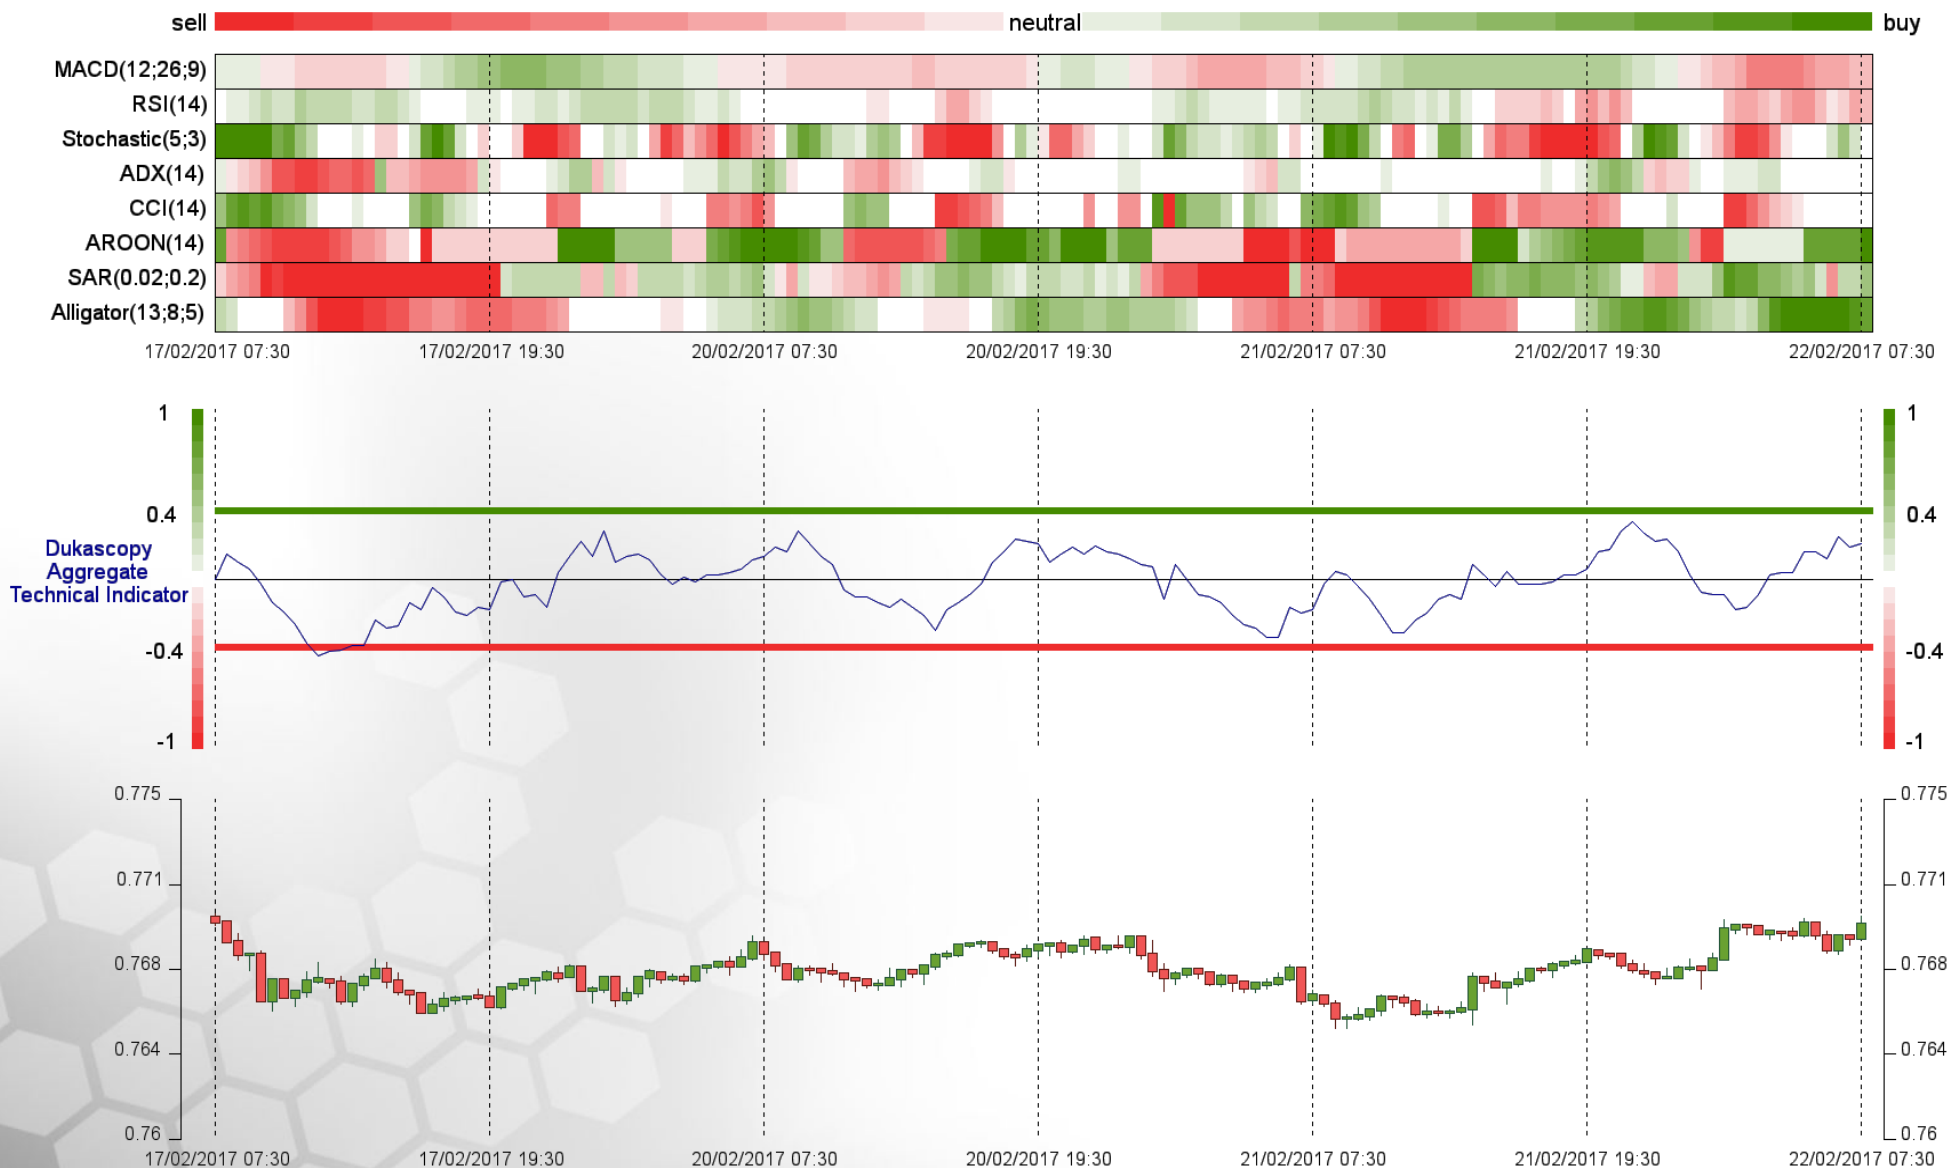 sell neutral buy
MACD(12;26;9)
RSI(14)
Stochastic(5;3)
ADX(14)
CCI(14)
AROON(14)
SAR(0.02;0.2)
Alligator(13;8;5)
17/02/2017 07:30 17/02/2017 19:30 20/02/2017 07:30 20/02/2017 19:30 21/02/2017 07:30 21/02/2017 19:30 22/02/2017 07:30
1 1
0.4 0.4
Dukascopy
Aggregate
Technical Indicator
-0.4 -0.4
-1 -1
0.775 0.775
0.771 0.771
0.768 0.768
0.764 0.764
0.76 0.76
17/02/2017 07:30 17/02/2017 19:30 20/02/2017 07:30 20/02/2017 19:30 21/02/2017 07:30 21/02/2017 19:30 22/02/2017 07:30